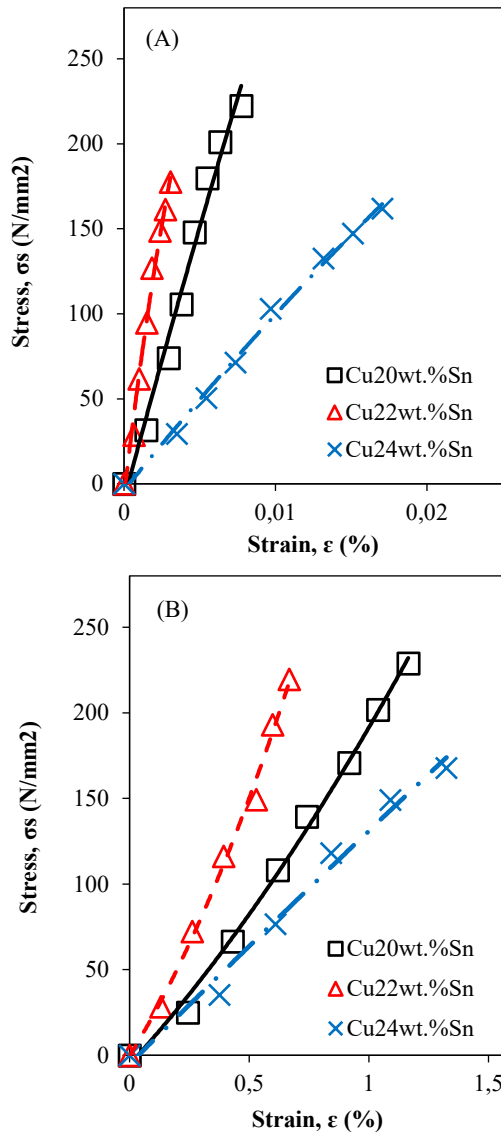 (A)
250
200
150
100
50
0
Stress, σs (N/mm2)
Cu20wt.%Sn
Cu22wt.%Sn
Cu24wt.%Sn
0 0,01 0,02
Strain, ε (%)
(B)
250
200
150
100
50
0
Stress, σs (N/mm2)
Cu20wt.%Sn
Cu22wt.%Sn
Cu24wt.%Sn
0 0,5 1 1,5
Strain, ε (%)